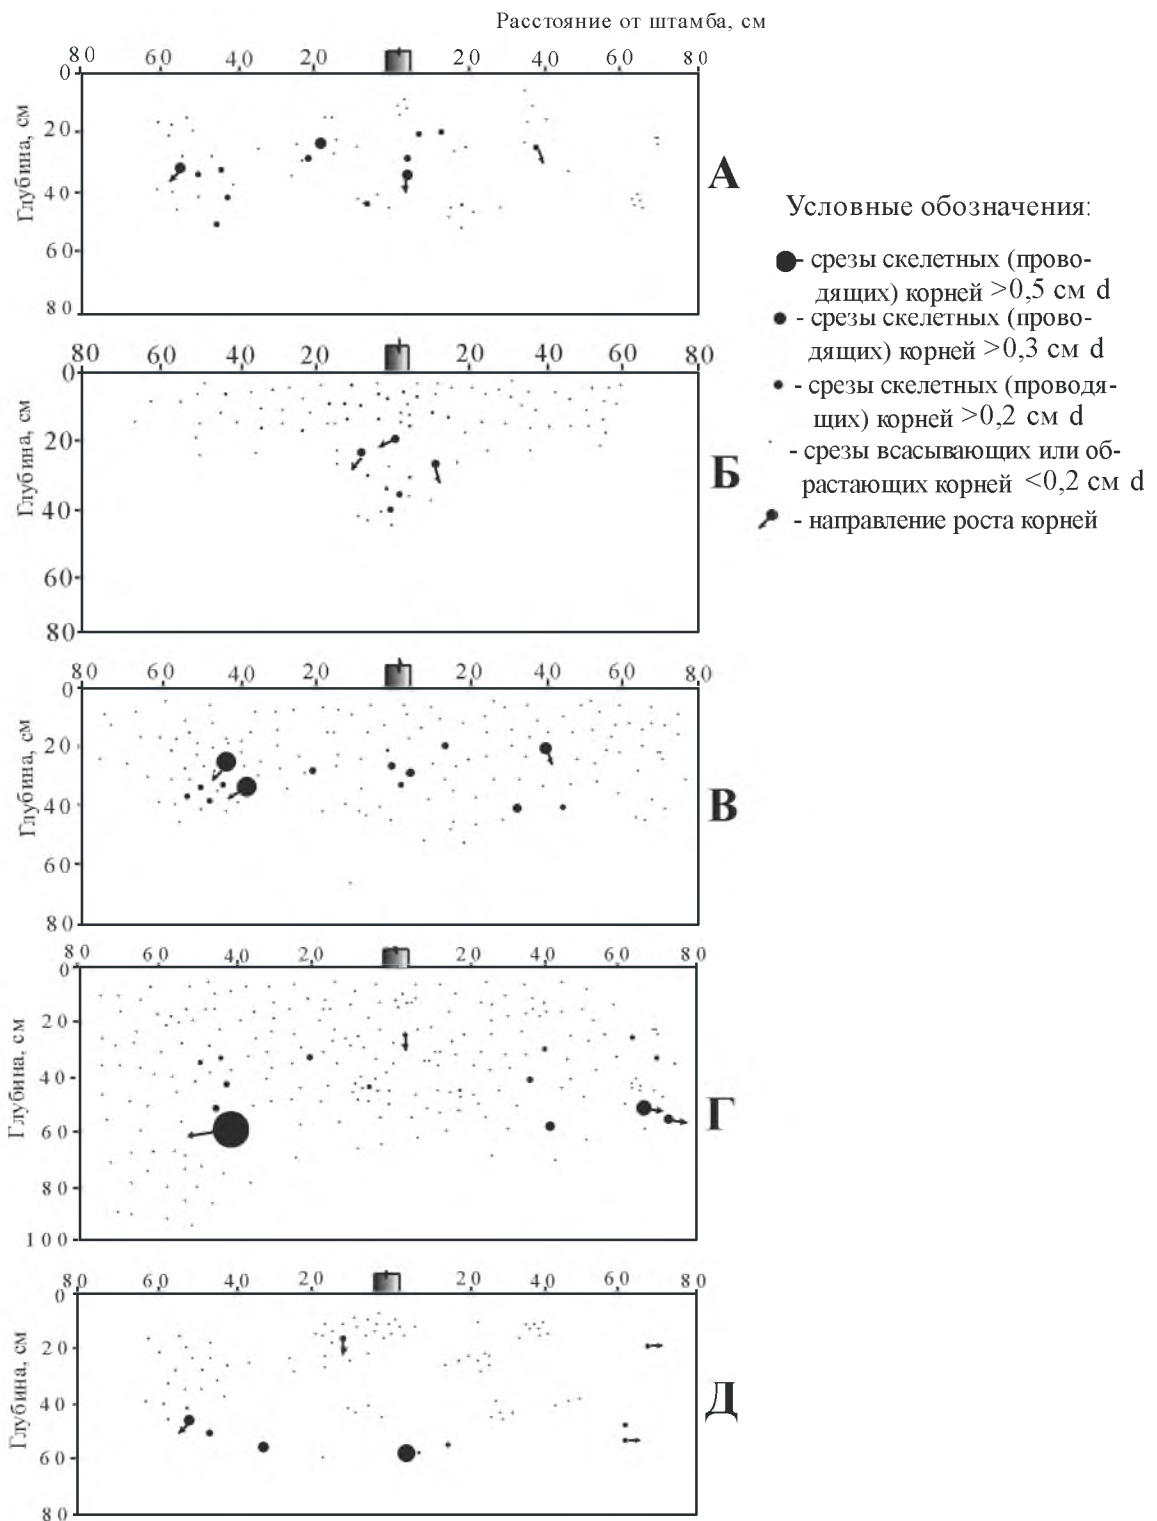 Расстояние от штамба, см
80 60 40 20 20 40 60 80
0
20
40
60
80
Глубина, см
А
Условные обозначения:
- срезы скелетных (прово-
дящих) корней >0,5 см d
- срезы скелетных (прово-
дящих) корней >0,3 см d
- срезы скелетных (проводя-
щих) корней >0,2 см d
- срезы всасывающих или об-
растающих корней <0,2 см d
- направление роста корней
80 60 40 20 20 40 60 80
0
20
40
60
80
Глубина, см
Б
80 60 40 20 20 40 60 80
0
20
40
60
80
Глубина, см
В
80 60 40 20 20 40 60 80
0
20
40
60
80
100
Глубина, см
Г
80 60 40 20 20 40 60 80
0
20
40
60
80
Глубина, см
Д